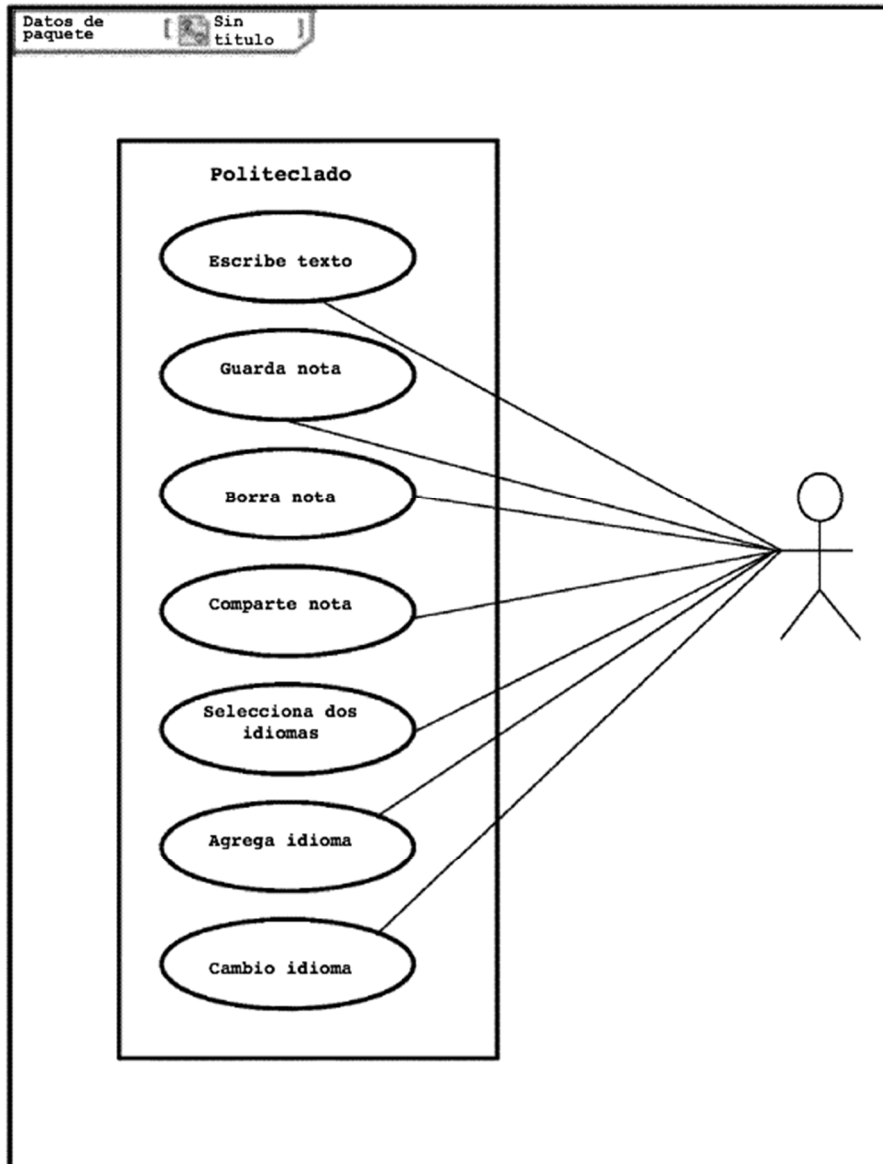 Datos de
paquete
[ Sin
título ]
Politeclado
Escribe texto
Guarda nota
Borra nota
Comparte nota
Selecciona dos
idiomas
Agrega idioma
Cambio idioma